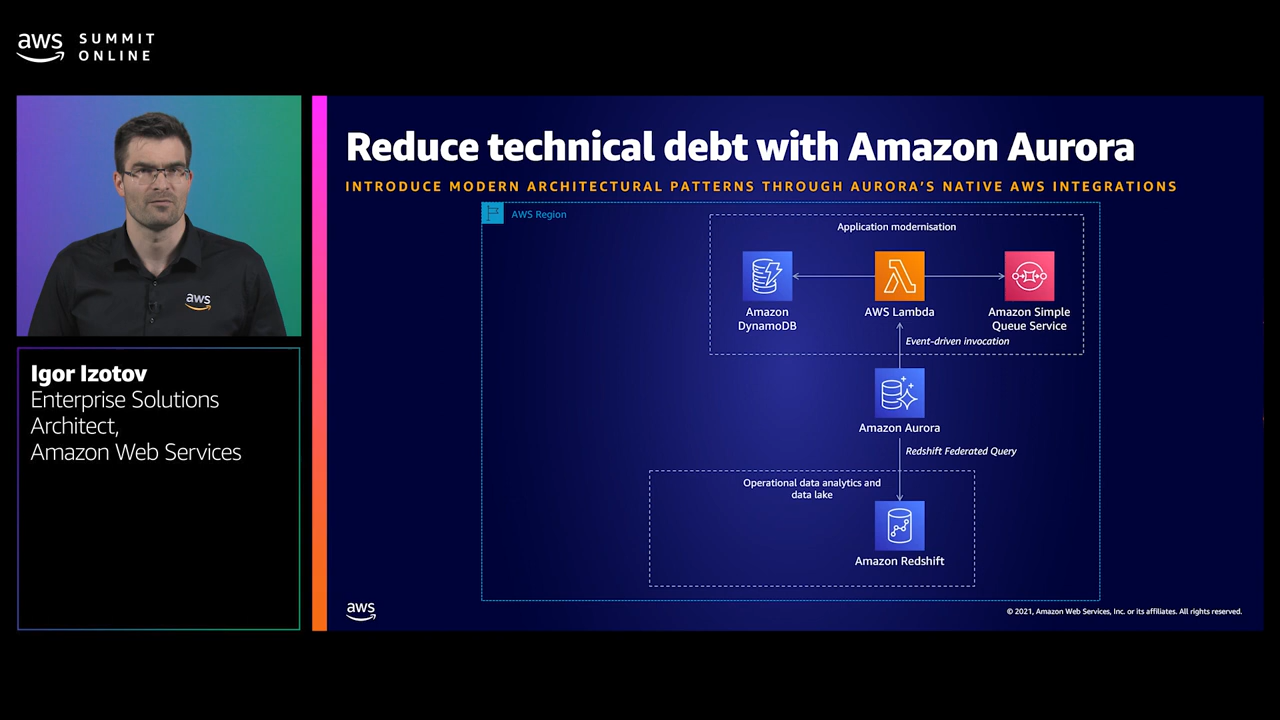 aws SUMMIT
ONLINE
aws
Igor Izotov
Enterprise Solutions
Architect,
Amazon Web Services
Reduce technical debt with Amazon Aurora
INTRODUCE MODERN ARCHITECTURAL PATTERNS THROUGH AURORA'S NATIVE AWS INTEGRATIONS
AWS Region
Application modernisation
Amazon
DynamoDB
AWS Lambda
Amazon Simple
Queue Service
Event-driven invocation
Amazon Aurora
Redshift Federated Query
Operational data analytics and
data lake
Amazon Redshift
aws
© 2021, Amazon Web Services, Inc. or its affiliates. All rights reserved.